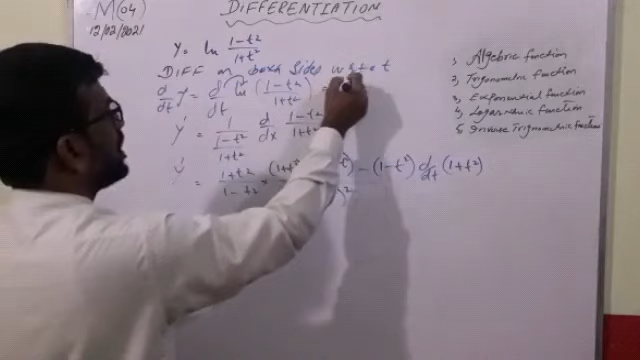 M(04)
12/02/2021
DIFFERENTIATION
y = ln 1-t²/1+t²
DIFF on both sides w.r.to t
d/dt y = d/dt ln (1-t²/1+t²) =
y' = 1/(1-t²/1+t²) d/dx 1-t²/1+t²
y' = 1+t²/1-t² = (1+t² t²) - (1-t²) d/dt (1+t²)
)²
1, Algebric function
2, Trigonometric function
3, Exponential function
4, Logarithmic function
5, Inverse Trigonometric function